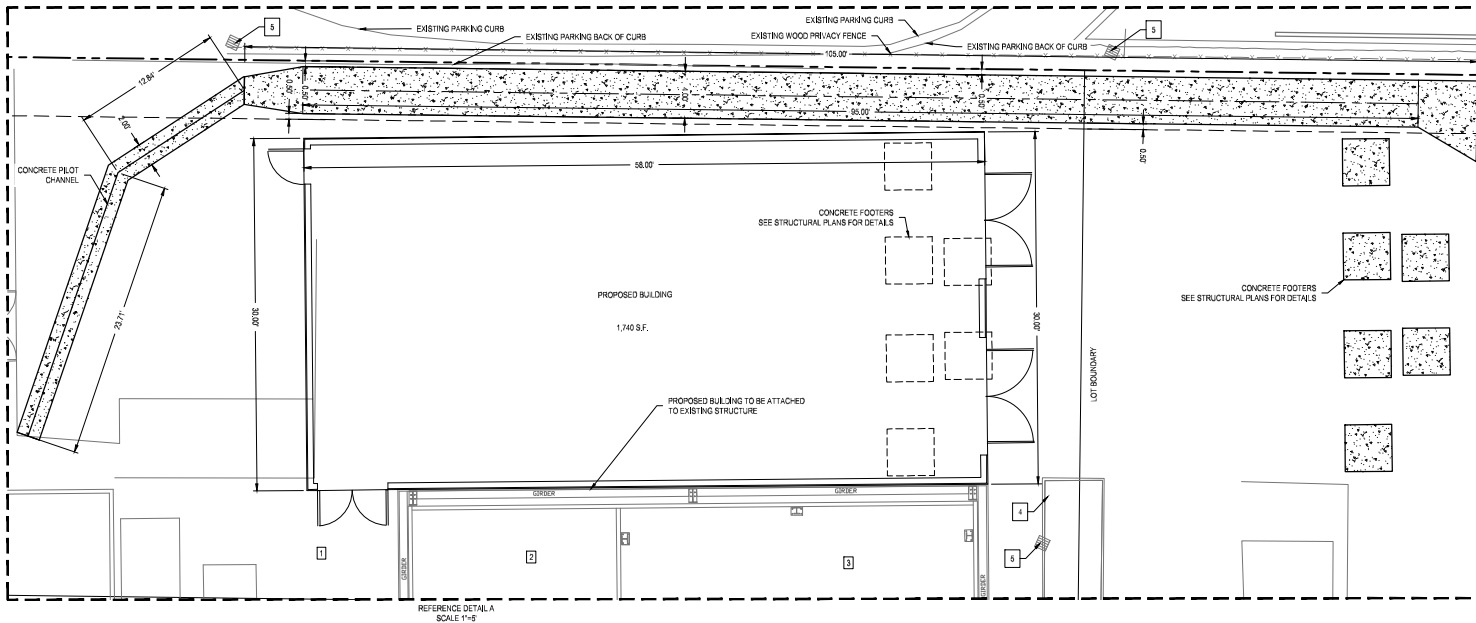 EXISTING PARKING CURB
EXISTING PARKING BACK OF CURB
EXISTING PARKING CURB
EXISTING WOOD PRIVACY FENCE
EXISTING PARKING BACK OF CURB
5
5
105.00'
12.84'
2.00'
0.50'
0.50'
95.00'
0.50'
CONCRETE PILOT
CHANNEL
23.71'
58.00'
30.00'
30.00'
CONCRETE FOOTERS
SEE STRUCTURAL PLANS FOR DETAILS
PROPOSED BUILDING
1,740 S.F.
CONCRETE FOOTERS
SEE STRUCTURAL PLANS FOR DETAILS
LOT BOUNDARY
PROPOSED BUILDING TO BE ATTACHED
TO EXISTING STRUCTURE
GIRDER
GIRDER
GIRDER
GIRDER
1
2
3
4
5
REFERENCE DETAIL A
SCALE 1"=5'